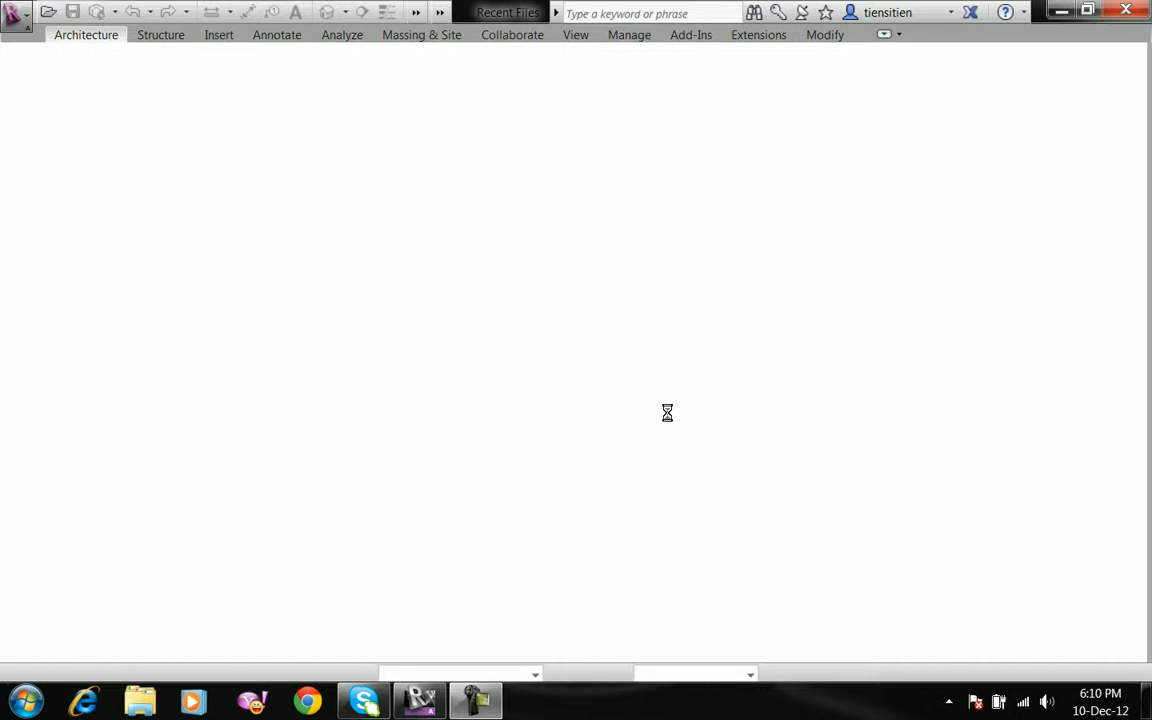 Recent Files
Type a keyword or phrase
tiensitien
Architecture Structure Insert Annotate Analyze Massing & Site Collaborate View Manage Add-Ins Extensions Modify
6:10 PM
10-Dec-12